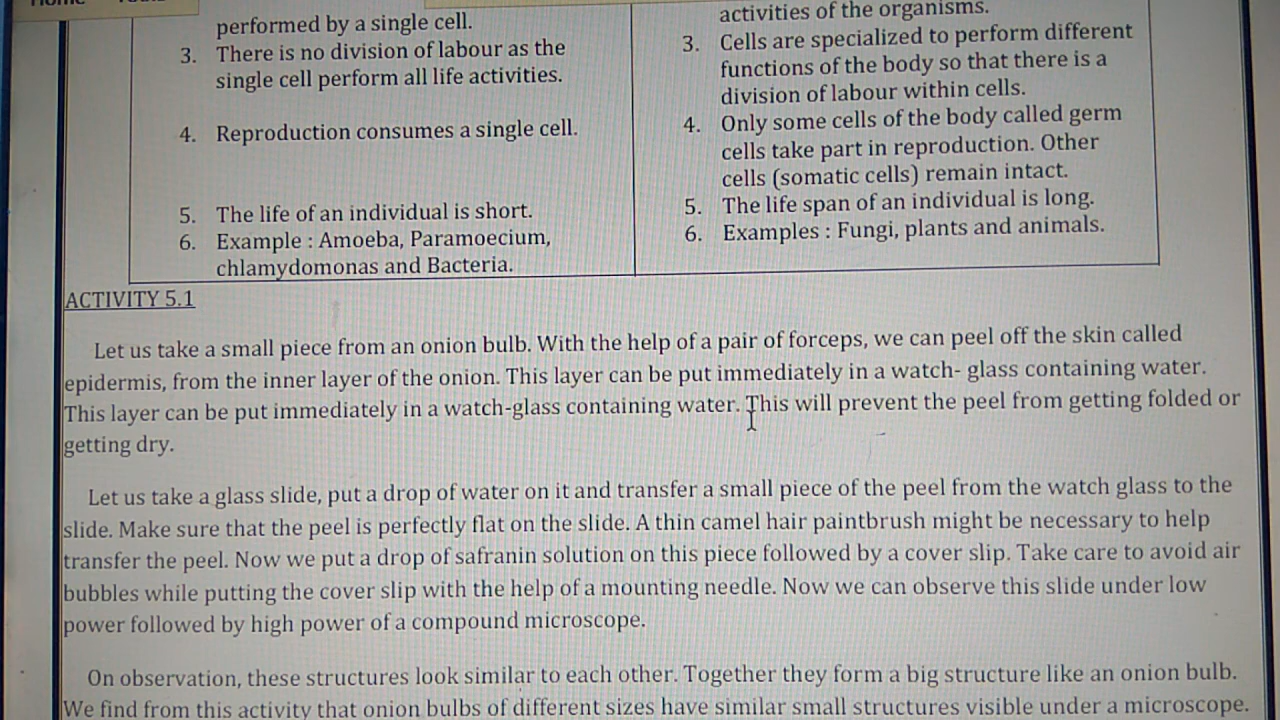 performed by a single cell.
3. There is no division of labour as the
single cell perform all life activities.
4. Reproduction consumes a single cell.
5. The life of an individual is short.
6. Example : Amoeba, Paramoecium,
chlamydomonas and Bacteria.
activities of the organisms.
3. Cells are specialized to perform different
functions of the body so that there is a
division of labour within cells.
4. Only some cells of the body called germ
cells take part in reproduction. Other
cells (somatic cells) remain intact.
5. The life span of an individual is long.
6. Examples : Fungi, plants and animals.
ACTIVITY 5.1
Let us take a small piece from an onion bulb. With the help of a pair of forceps, we can peel off the skin called
epidermis, from the inner layer of the onion. This layer can be put immediately in a watch- glass containing water.
This layer can be put immediately in a watch-glass containing water. This will prevent the peel from getting folded or
getting dry.
Let us take a glass slide, put a drop of water on it and transfer a small piece of the peel from the watch glass to the
slide. Make sure that the peel is perfectly flat on the slide. A thin camel hair paintbrush might be necessary to help
transfer the peel. Now we put a drop of safranin solution on this piece followed by a cover slip. Take care to avoid air
bubbles while putting the cover slip with the help of a mounting needle. Now we can observe this slide under low
power followed by high power of a compound microscope.
On observation, these structures look similar to each other. Together they form a big structure like an onion bulb.
We find from this activity that onion bulbs of different sizes have similar small structures visible under a microscope.